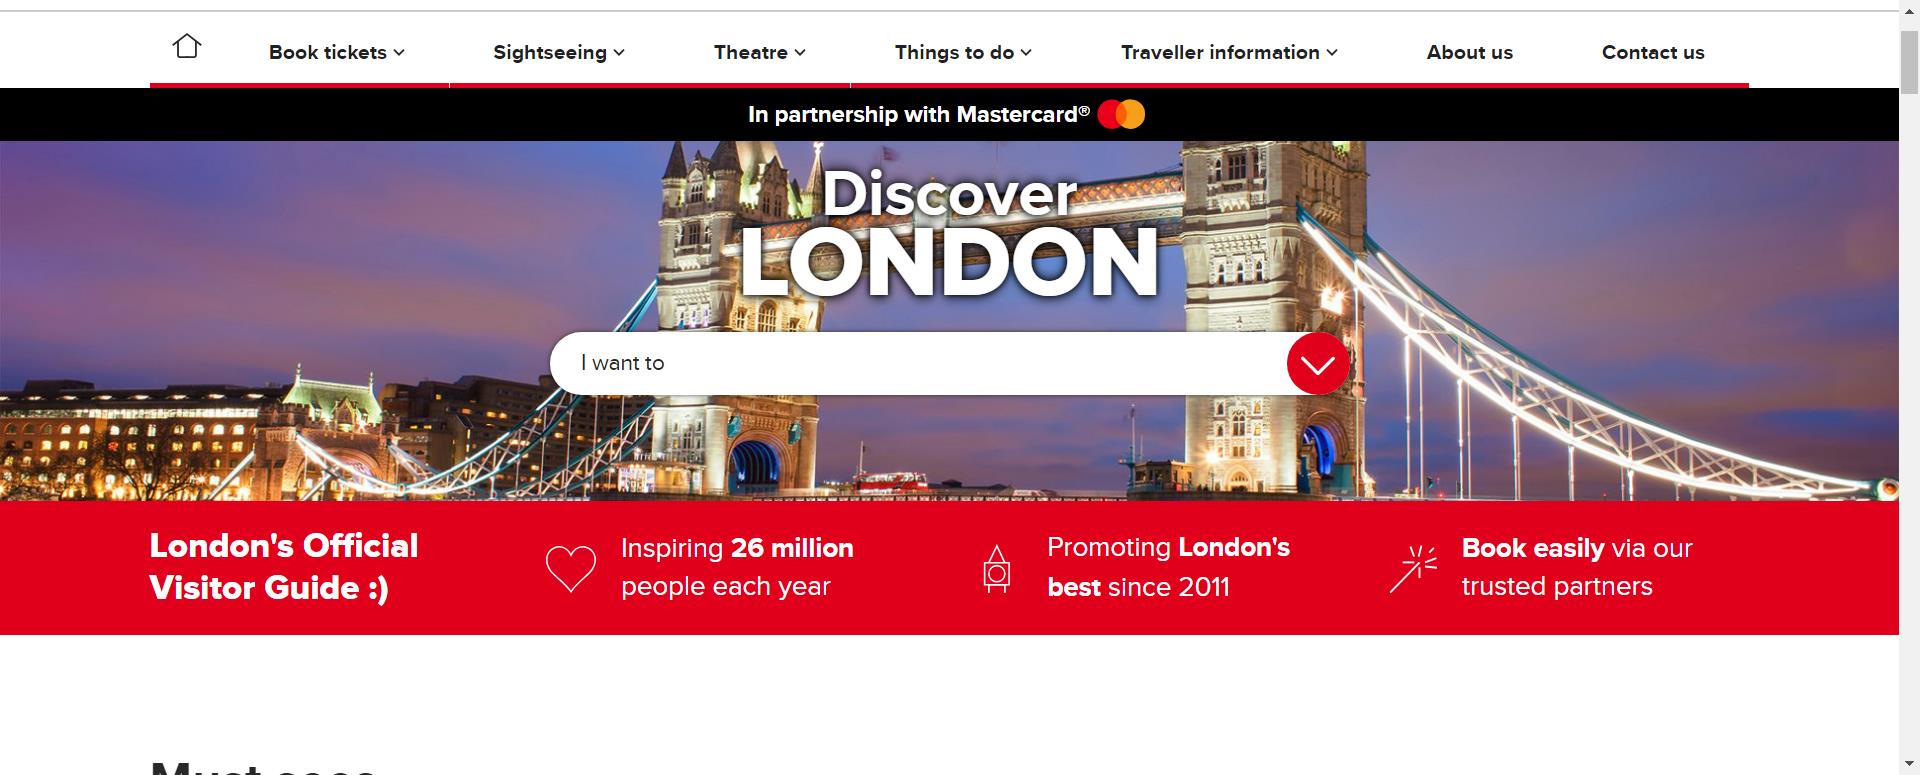 Book tickets
Sightseeing
Theatre
Things to do
Traveller information
About us
Contact us
In partnership with Mastercard®
Discover
LONDON
I want to
London's Official
Visitor Guide :)
Inspiring 26 million
people each year
Promoting London's
best since 2011
Book easily via our
trusted partners